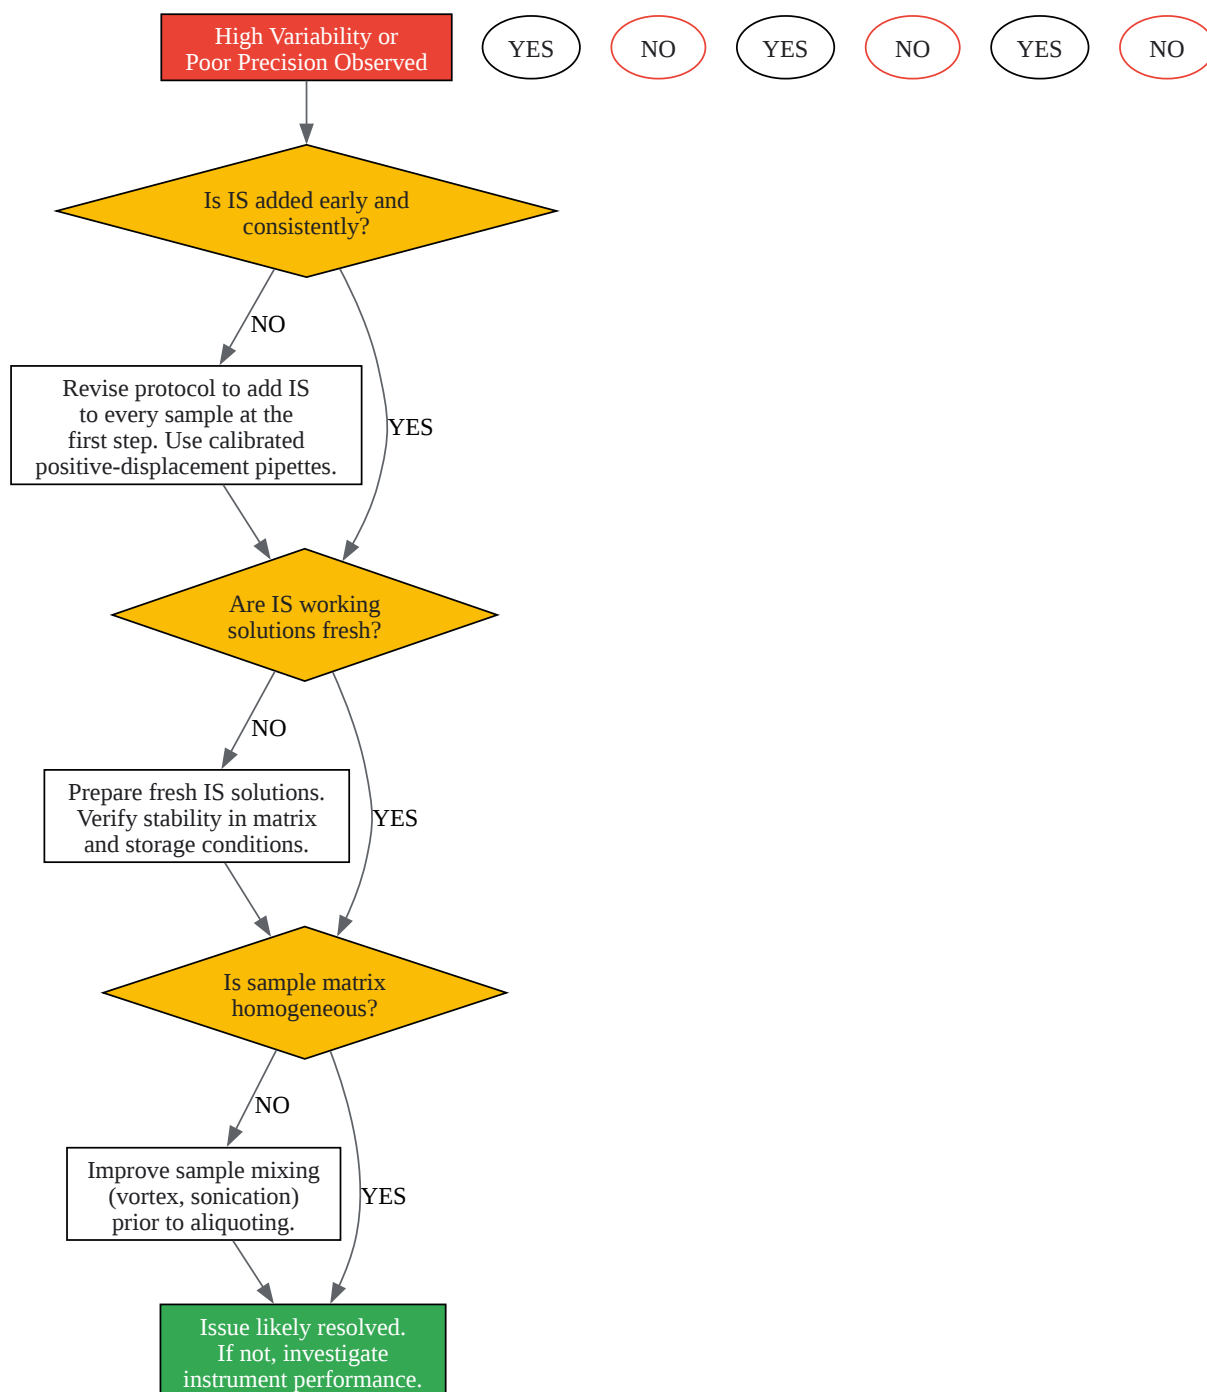 High Variability or
Poor Precision Observed
YES
NO
YES
NO
YES
NO
Is IS added early and
consistently?
NO
Revise protocol to add IS
to every sample at the
first step. Use calibrated
positive-displacement pipettes.
YES
Are IS working
solutions fresh?
NO
Prepare fresh IS solutions.
Verify stability in matrix
and storage conditions.
YES
Is sample matrix
homogeneous?
NO
Improve sample mixing
(vortex, sonication)
prior to aliquoting.
YES
Issue likely resolved.
If not, investigate
instrument performance.